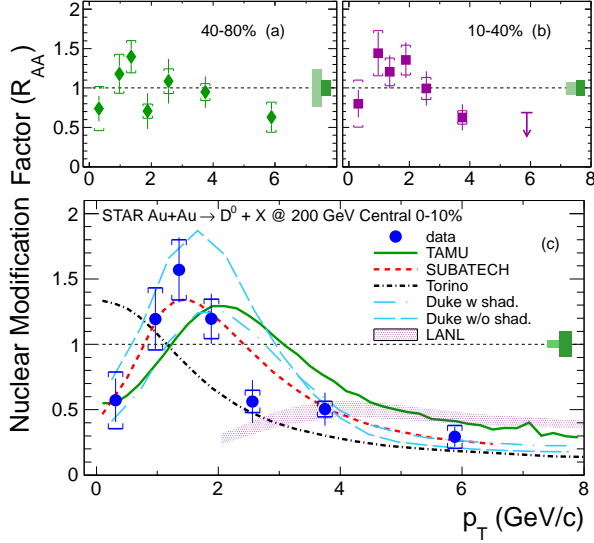 Nuclear Modification Factor (R_AA)
2
1.5
1
0.5
0
40-80% (a)
10-40% (b)
0 2 4 6
0 2 4 6 8
STAR Au+Au → D⁰ + X @ 200 GeV Central 0-10%
(c)
data
TAMU
SUBATECH
Torino
Duke w shad.
Duke w/o shad.
LANL
2
1.5
1
0.5
0
0 2 4 6 8
p_T (GeV/c)